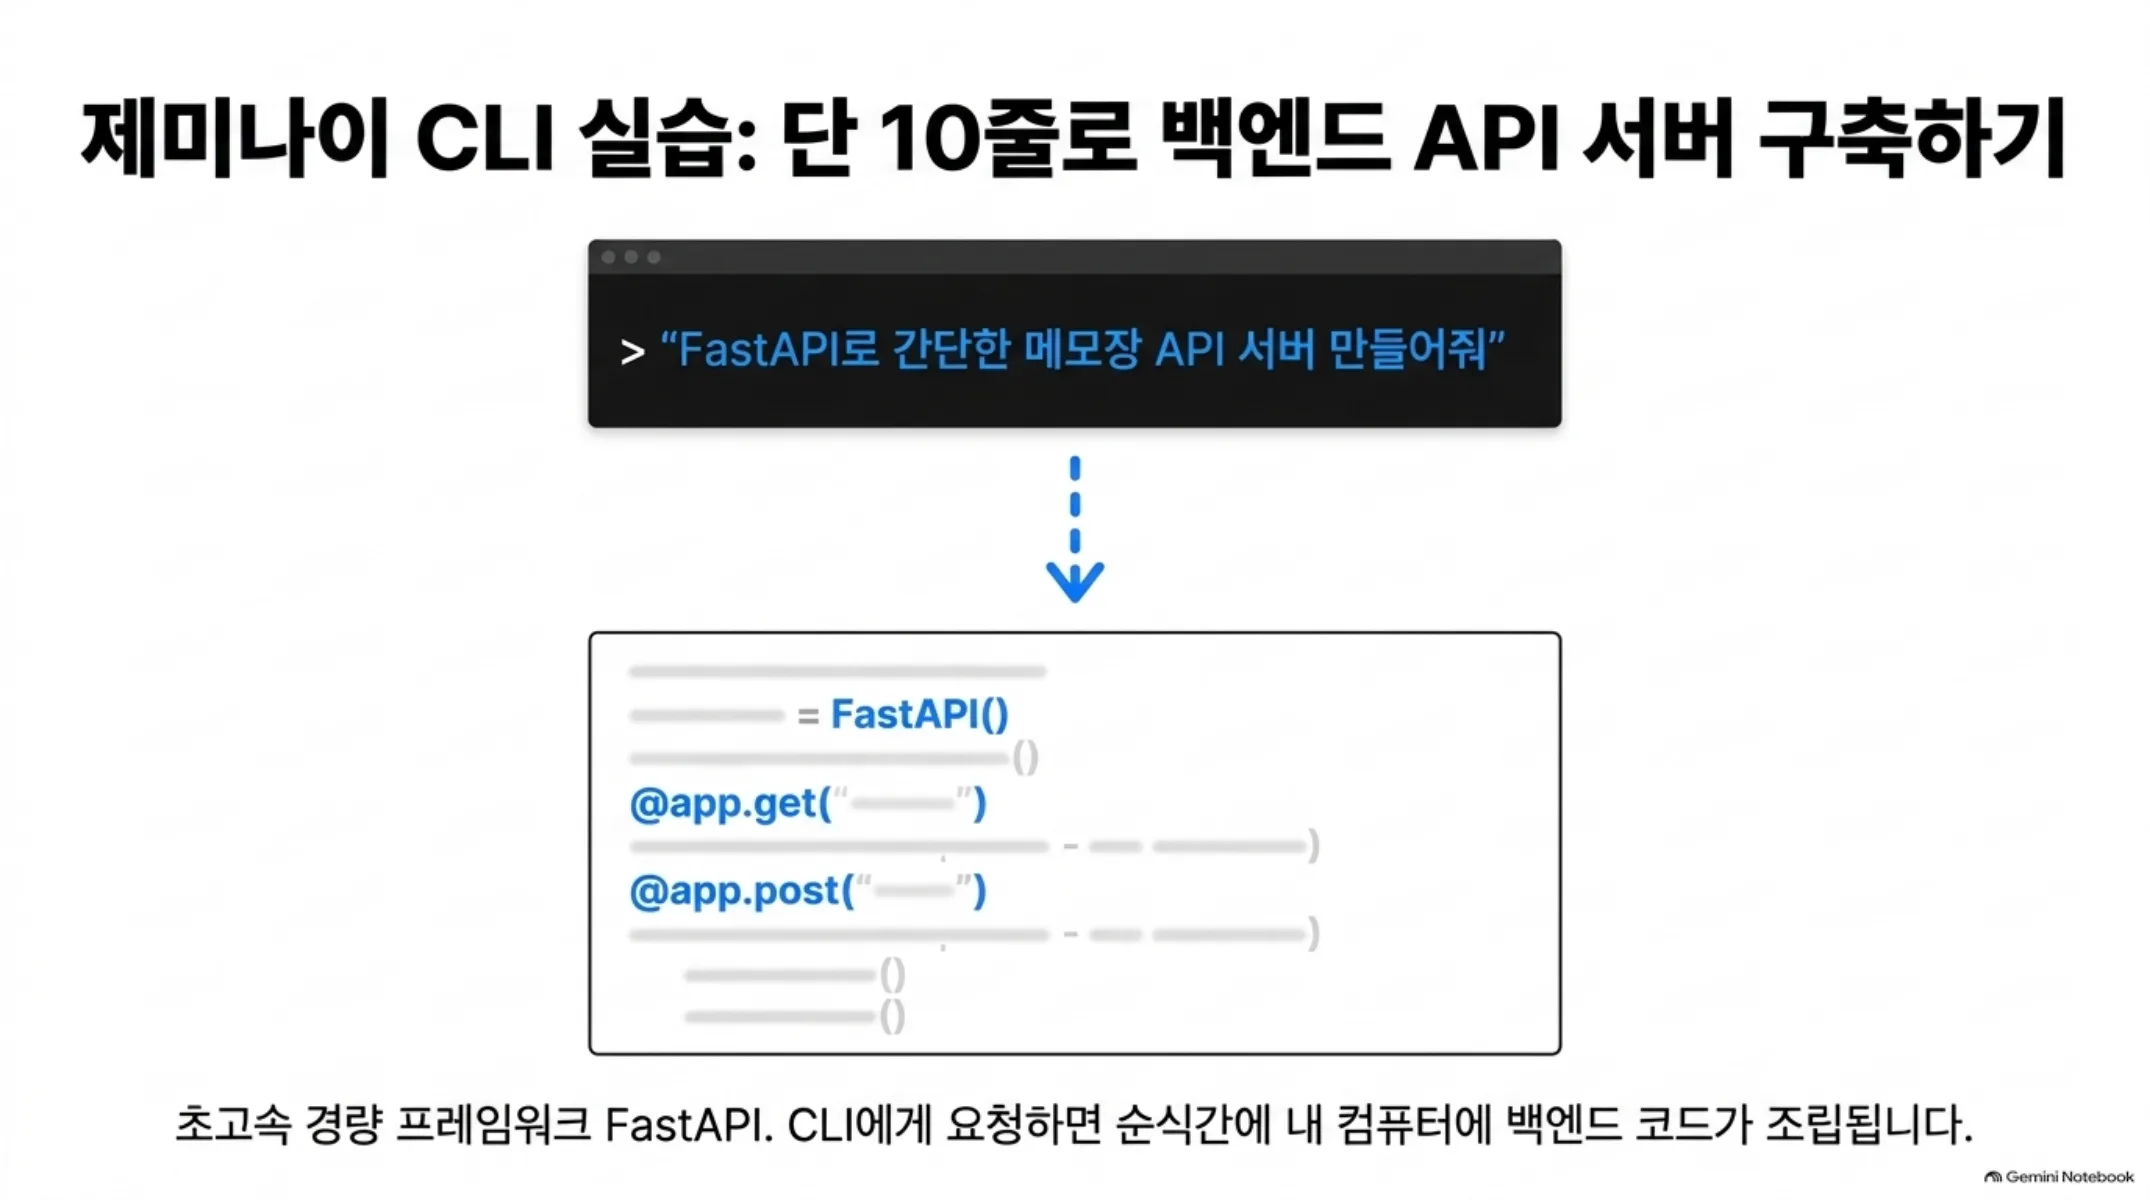 제미나이 CLI 실습: 단 10줄로 백엔드 API 서버 구축하기
> “FastAPI로 간단한 메모장 API 서버 만들어줘”
= FastAPI()
()
@app.get(“ ”)
- )
@app.post(“ ”)
- )
()
()
초고속 경량 프레임워크 FastAPI. CLI에게 요청하면 순식간에 내 컴퓨터에 백엔드 코드가 조립됩니다.
Gemini Notebook